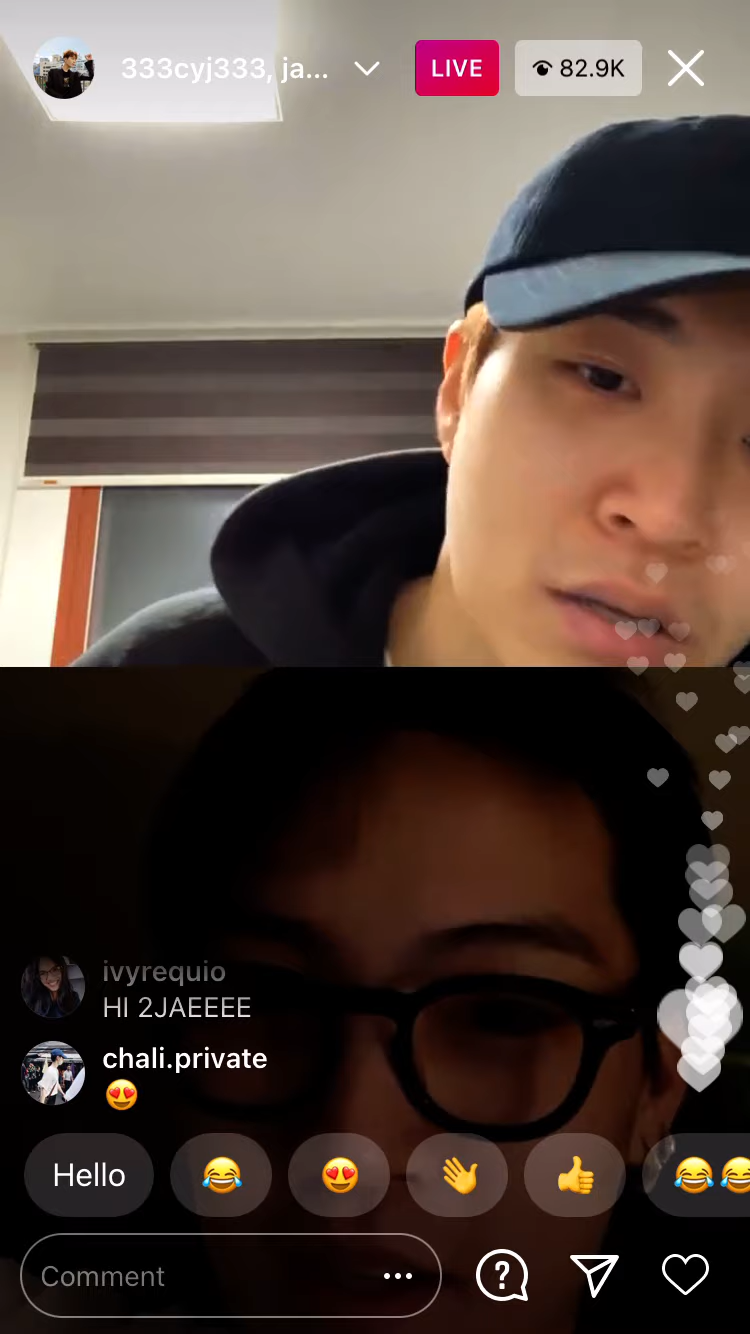 333cyj333, ja...
LIVE
82.9K
ivyrequio
HI 2JAEEEE
chali.private
😍
Hello
😂
😍
👋
👍
😂😂
Comment